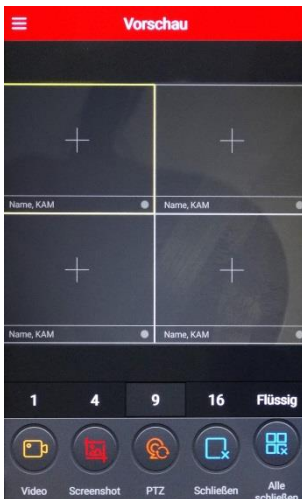 Vorschau
Name, KAM
Name, KAM
Name, KAM
Name, KAM
1 4 9 16 Flüssig
Video Screenshot PTZ Schließen Alle schließen